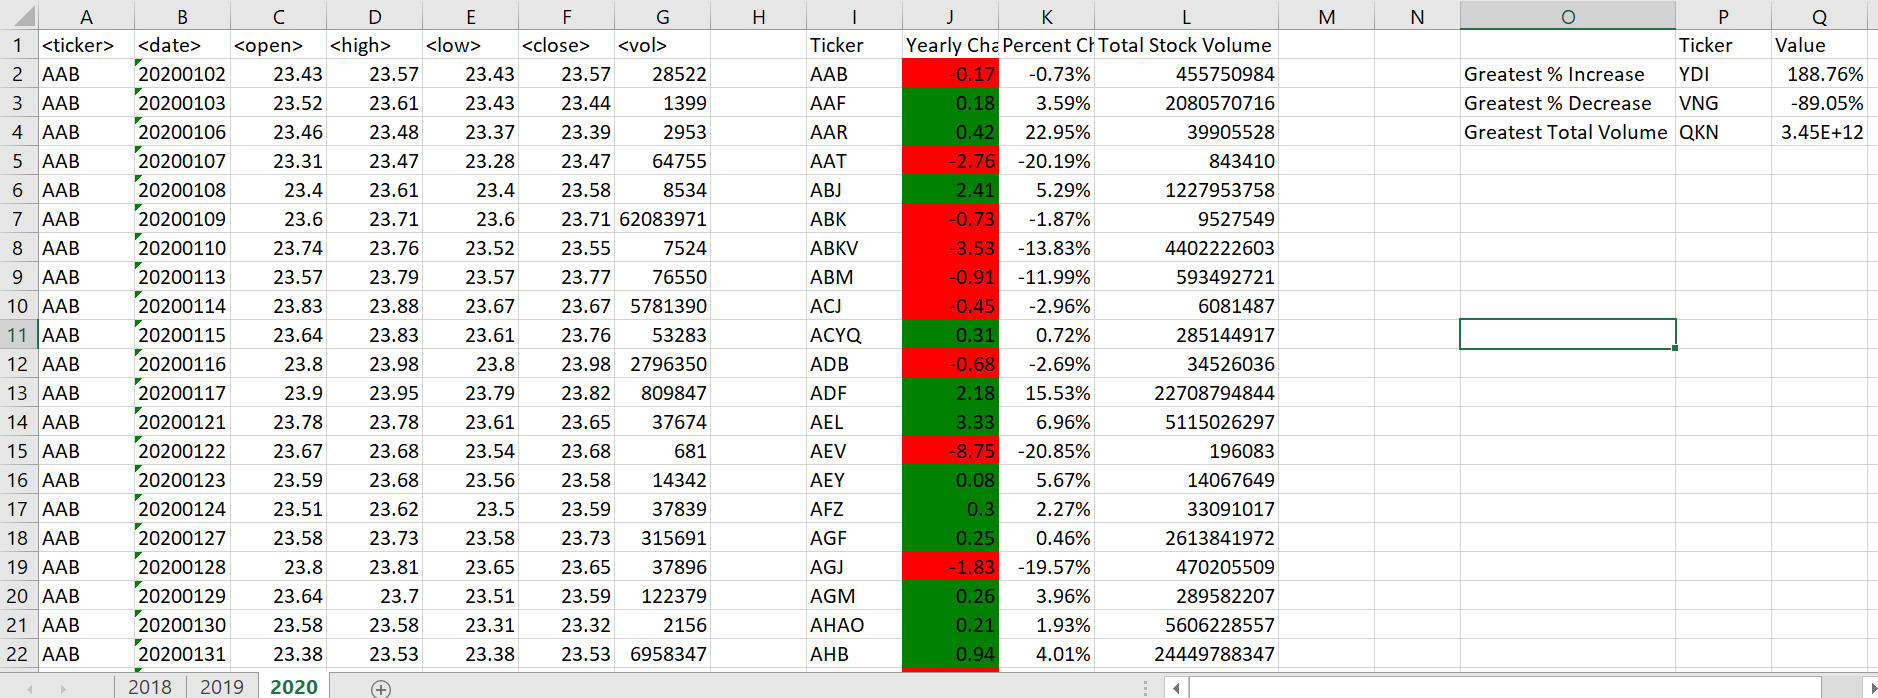 A B C D E F G H I J K L M N O P Q
1 <ticker> <date> <open> <high> <low> <close> <vol> Ticker Yearly Cha Percent Ch Total Stock Volume Ticker Value
2 AAB 20200102 23.43 23.57 23.43 23.57 28522 AAB -0.17 -0.73% 455750984 Greatest % Increase YDI 188.76%
3 AAB 20200103 23.52 23.61 23.43 23.44 1399 AAF 0.18 3.59% 2080570716 Greatest % Decrease VNG -89.05%
4 AAB 20200106 23.46 23.48 23.37 23.39 2953 AAR 0.42 22.95% 39905528 Greatest Total Volume QKN 3.45E+12
5 AAB 20200107 23.31 23.47 23.28 23.47 64755 AAT -2.76 -20.19% 843410
6 AAB 20200108 23.4 23.61 23.4 23.58 8534 ABJ 2.41 5.29% 1227953758
7 AAB 20200109 23.6 23.71 23.6 23.71 62083971 ABK -0.73 -1.87% 9527549
8 AAB 20200110 23.74 23.76 23.52 23.55 7524 ABKV -3.53 -13.83% 4402222603
9 AAB 20200113 23.57 23.79 23.57 23.77 76550 ABM -0.91 -11.99% 593492721
10 AAB 20200114 23.83 23.88 23.67 23.67 5781390 ACJ -0.45 -2.96% 6081487
11 AAB 20200115 23.64 23.83 23.61 23.76 53283 ACYQ 0.31 0.72% 285144917
12 AAB 20200116 23.8 23.98 23.8 23.98 2796350 ADB -0.68 -2.69% 34526036
13 AAB 20200117 23.9 23.95 23.79 23.82 809847 ADF 2.18 15.53% 22708794844
14 AAB 20200121 23.78 23.78 23.61 23.65 37674 AEL 3.33 6.96% 5115026297
15 AAB 20200122 23.67 23.68 23.54 23.68 681 AEV -8.75 -20.85% 196083
16 AAB 20200123 23.59 23.68 23.56 23.58 14342 AEY 0.08 5.67% 14067649
17 AAB 20200124 23.51 23.62 23.5 23.59 37839 AFZ 0.3 2.27% 33091017
18 AAB 20200127 23.58 23.73 23.58 23.73 315691 AGF 0.25 0.46% 2613841972
19 AAB 20200128 23.8 23.81 23.65 23.65 37896 AGJ -1.83 -19.57% 470205509
20 AAB 20200129 23.64 23.7 23.51 23.59 122379 AGM 0.26 3.96% 289582207
21 AAB 20200130 23.58 23.58 23.31 23.32 2156 AHAO 0.21 1.93% 5606228557
22 AAB 20200131 23.38 23.53 23.38 23.53 6958347 AHB 0.94 4.01% 24449788347
2018 2019 2020